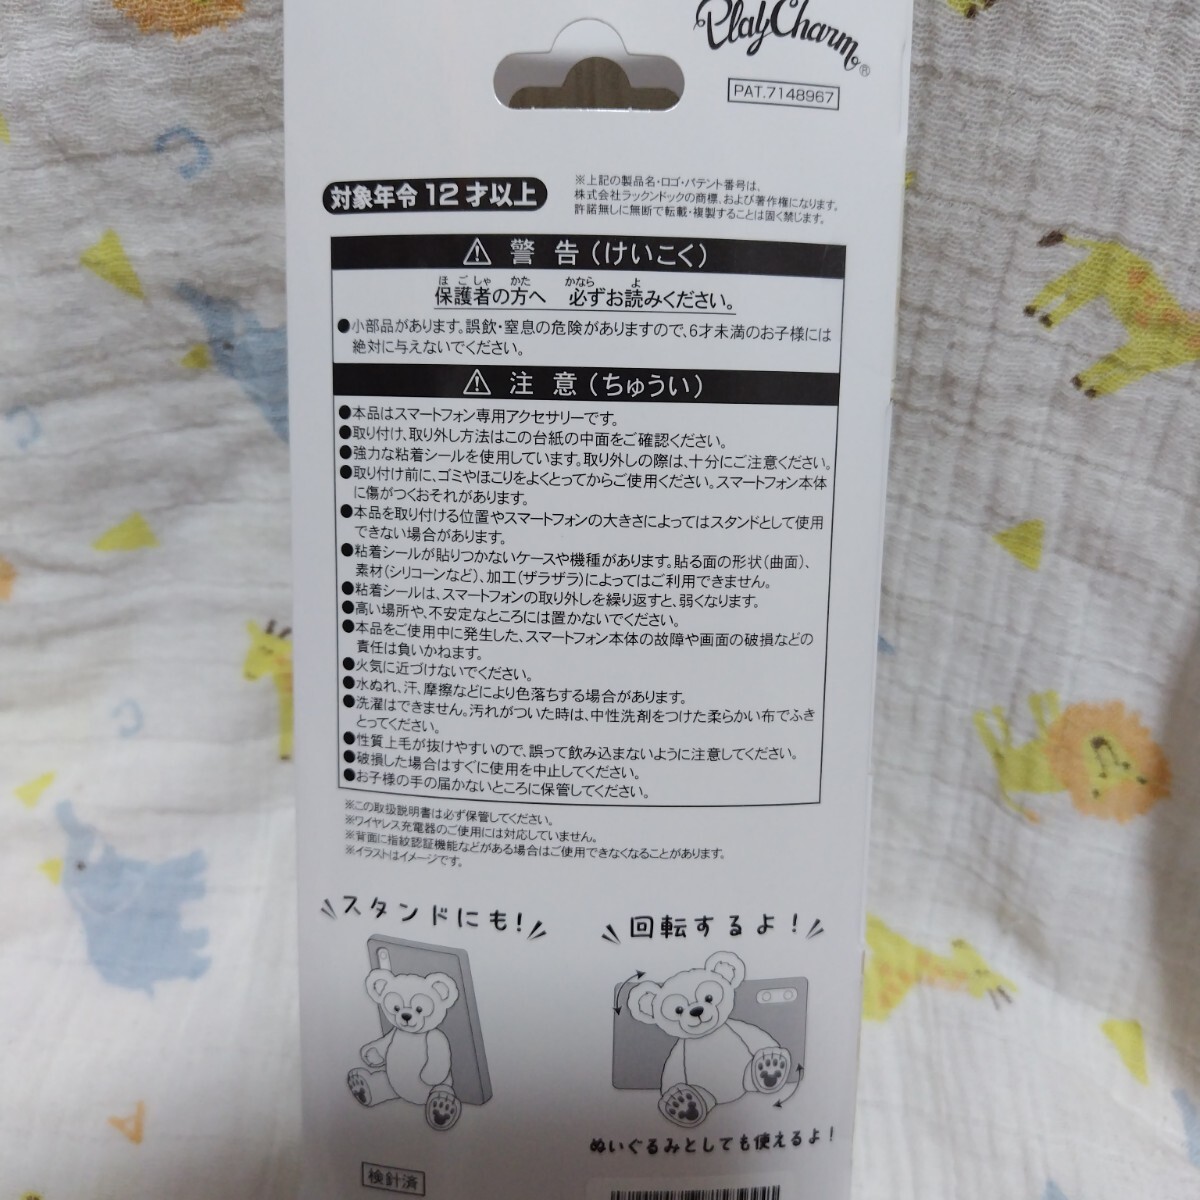 PlayCharm®
PAT.7148967
対象年令12才以上
※上記の製品名・ロゴ・パテント番号は、
株式会社ラックンドックの商標、および著作権になります。
許諾無しに無断で転載・複製することは固く禁じます。
⚠ 警告(けいこく)
保護者の方へ 必ずお読みください。
●小部品があります。誤飲・窒息の危険がありますので、6才未満のお子様には
絶対に与えないでください。
⚠ 注意(ちゅうい)
●本品はスマートフォン専用アクセサリーです。
●取り付け、取り外し方法はこの台紙の中面をご確認ください。
●強力な粘着シールを使用しています。取り外しの際は、十分にご注意ください。
●取り付け前に、ゴミやほこりをよくとってからご使用ください。スマートフォン本体
に傷がつくおそれがあります。
●本品を取り付ける位置やスマートフォンの大きさによってはスタンドとして使用
できない場合があります。
●粘着シールが貼りつかないケースや機種があります。貼る面の形状(曲面)、
素材(シリコーンなど)、加工(ザラザラ)によってはご利用できません。
●粘着シールは、スマートフォンの取り外しを繰り返すと、弱くなります。
●高い場所や、不安定なところには置かないでください。
●本品をご使用中に発生した、スマートフォン本体の故障や画面の破損などの
責任は負いかねます。
●火気に近づけないでください。
●水ぬれ、汗、摩擦などにより色落ちする場合があります。
●洗濯はできません。汚れがついた時は、中性洗剤をつけた柔らかい布でふき
とってください。
●性質上毛が抜けやすいので、誤って飲み込まないように注意してください。
●破損した場合はすぐに使用を中止してください。
●お子様の手の届かないところに保管してください。
※この取扱説明書は必ず保管してください。
※ワイヤレス充電器のご使用には対応していません。
※背面に指紋認証機能などがある場合はご使用できなくなることがあります。
※イラストはイメージです。
スタンドにも!
回転するよ!
ぬいぐるみとしても使えるよ!
検針済